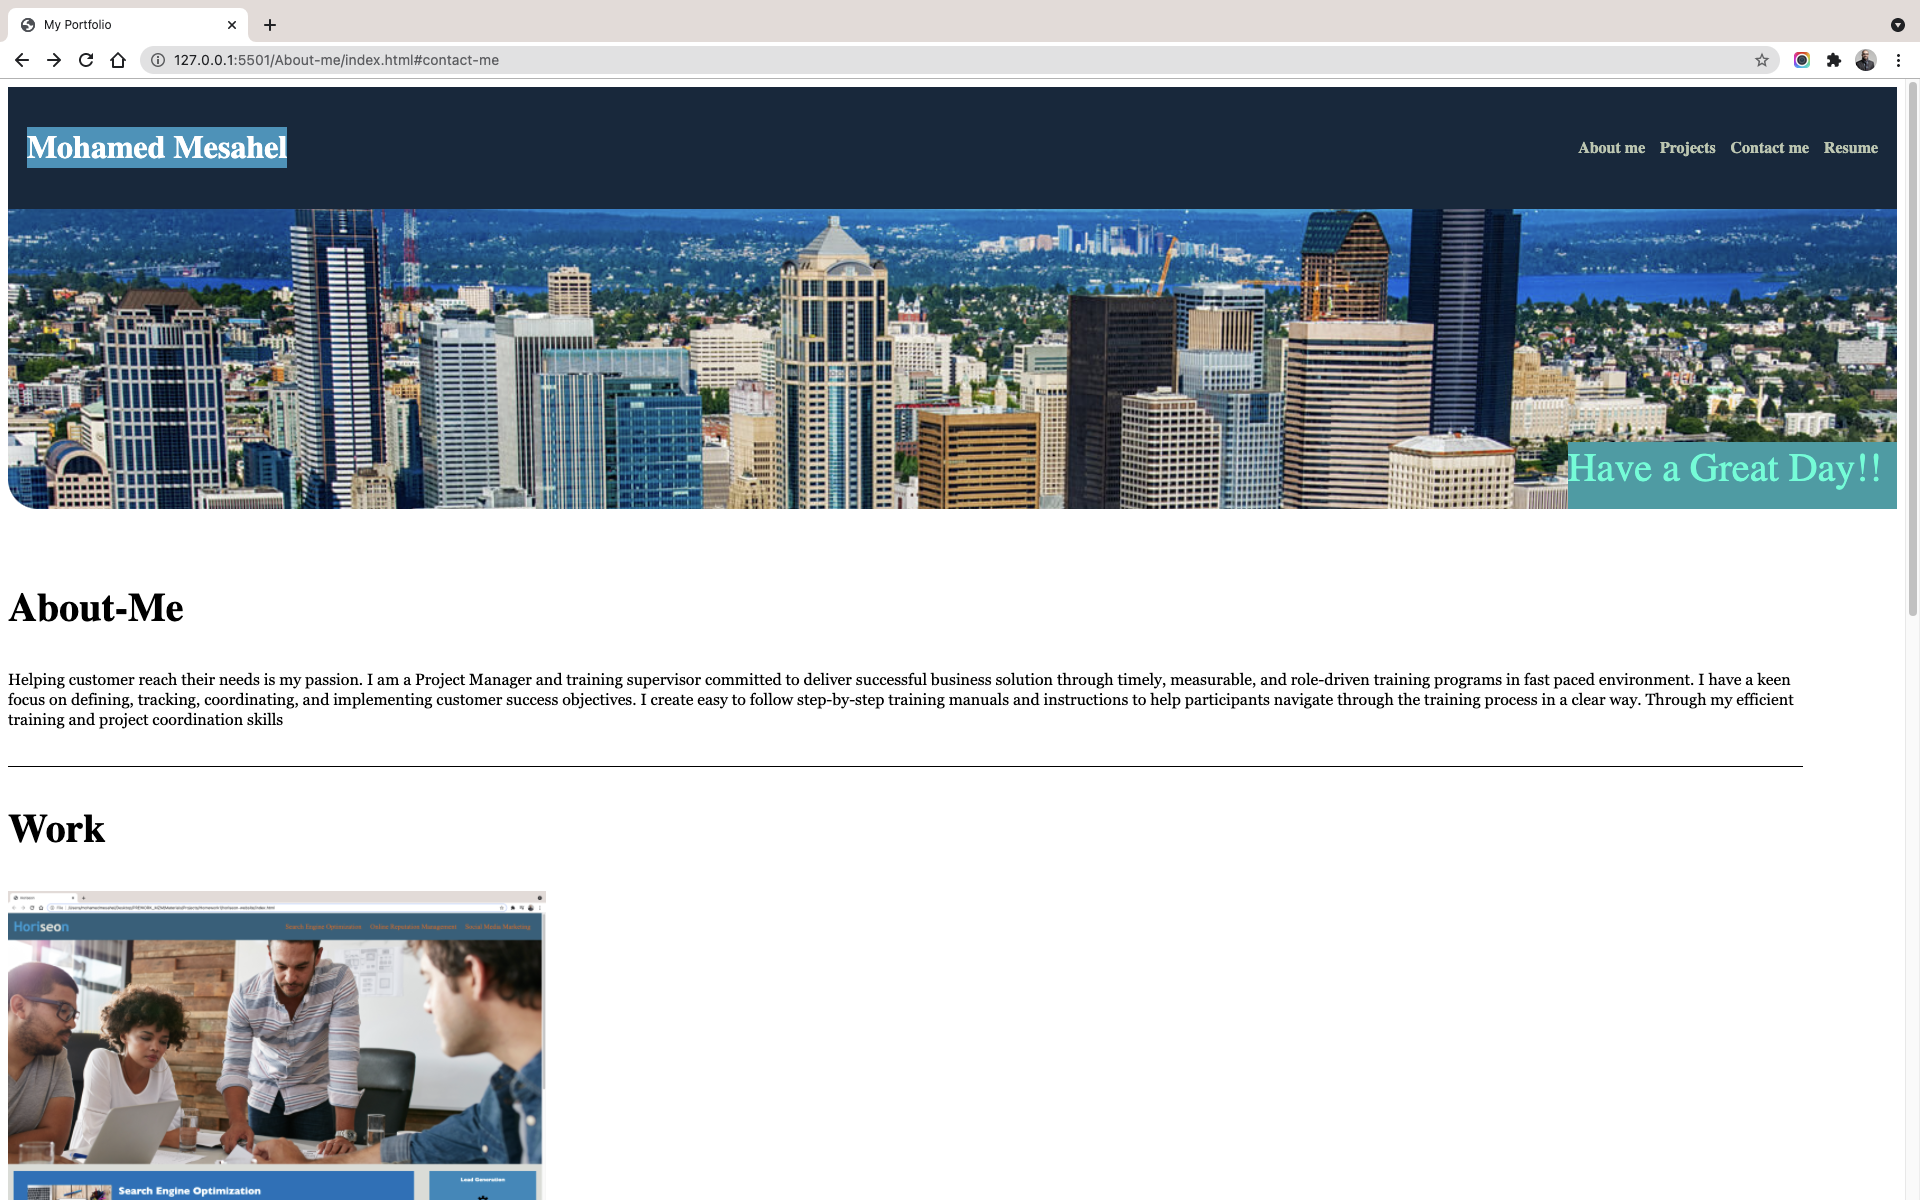 My Portfolio
127.0.0.1:5501/About-me/index.html#contact-me
Mohamed Mesahel
About me Projects Contact me Resume
Have a Great Day!!
About-Me
Helping customer reach their needs is my passion. I am a Project Manager and training supervisor committed to deliver successful business solution through timely, measurable, and role-driven training programs in fast paced environment. I have a keen
focus on defining, tracking, coordinating, and implementing customer success objectives. I create easy to follow step-by-step training manuals and instructions to help participants navigate through the training process in a clear way. Through my efficient
training and project coordination skills
Work
Horiseon
Search Engine Optimization Online Reputation Management Social Media Marketing
Lead Generation
Search Engine Optimization